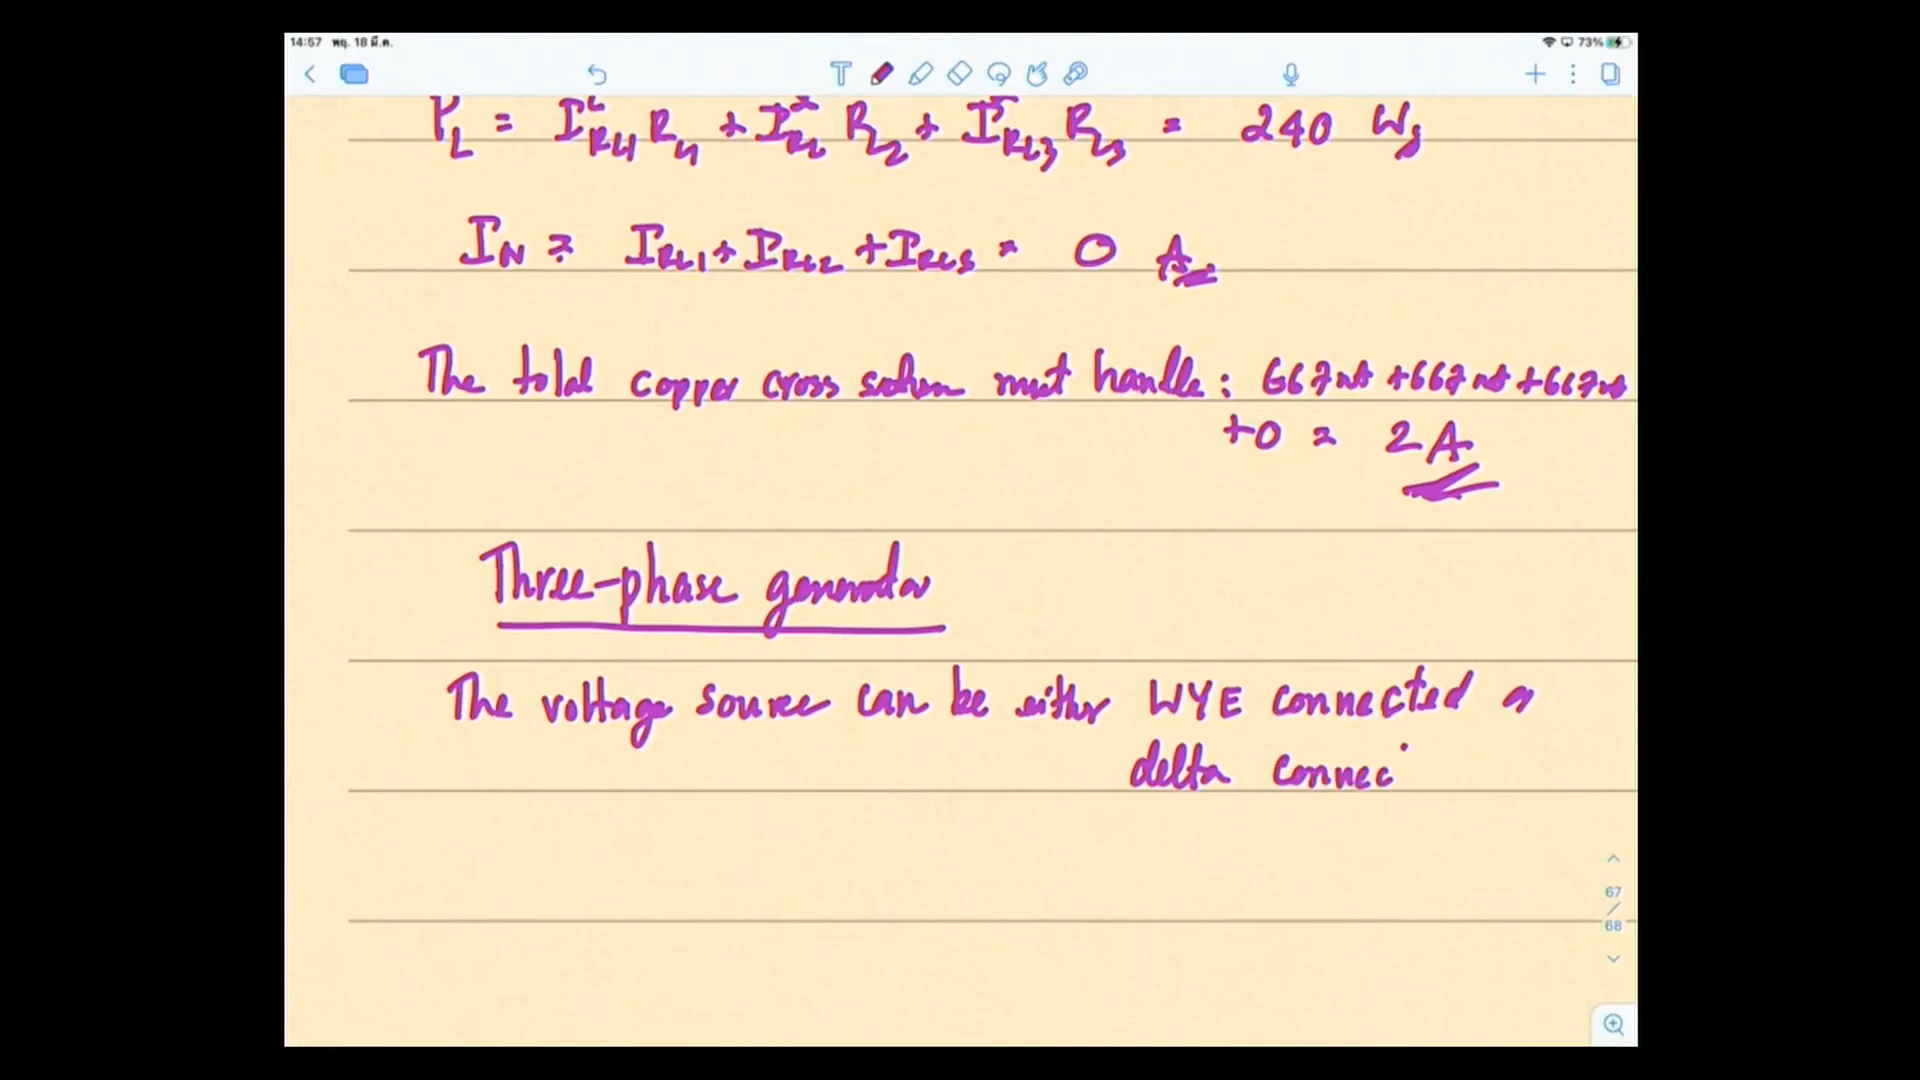 14:57 พฤ. 18 มี.ค. 73%
P_L = I²_RL1 R_L1 + I²_RL2 R_L2 + I²_RL3 R_L3 = 240 W
I_N = I_RL1 + I_RL2 + I_RL3 = 0 A
The total copper cross section must handle: 667mA + 667mA + 667mA
+0 = 2A
Three-phase generator
The voltage source can be either WYE connected or
delta connec
67
/
68